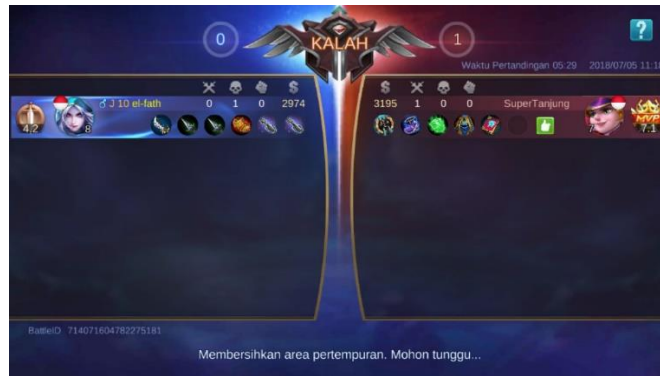 0 KALAH 1
?
Waktu Pertandingan 05:29 2018/07/05 11:18
$ $
J 10 el-fath 0 1 0 2974 3195 1 0 0 SuperTanjung
4.2 8 MVP 7.1
BattleID 714071604782275181
Membersihkan area pertempuran. Mohon tunggu...